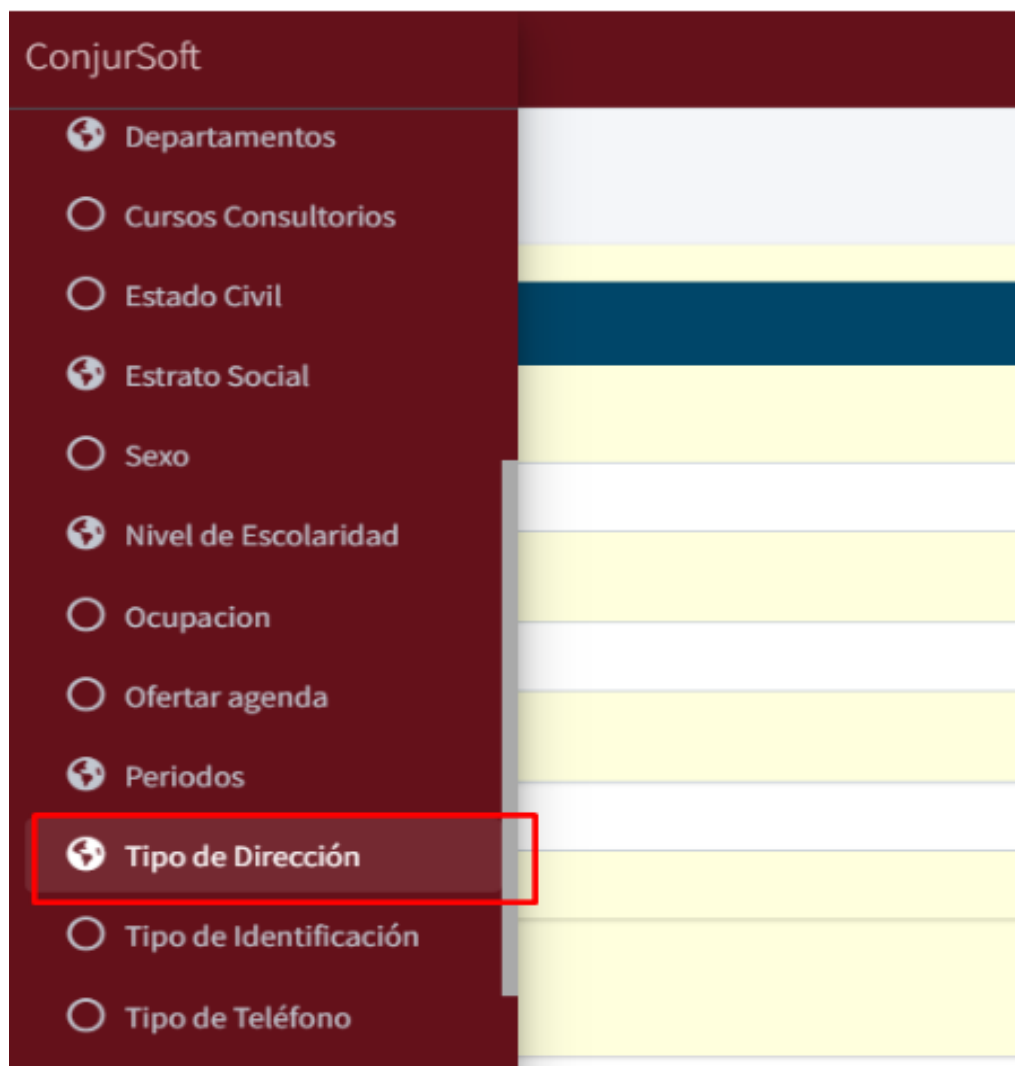 ConjurSoft
Departamentos
Cursos Consultorios
Estado Civil
Estrato Social
Sexo
Nivel de Escolaridad
Ocupacion
Ofertar agenda
Periodos
Tipo de Dirección
Tipo de Identificación
Tipo de Teléfono